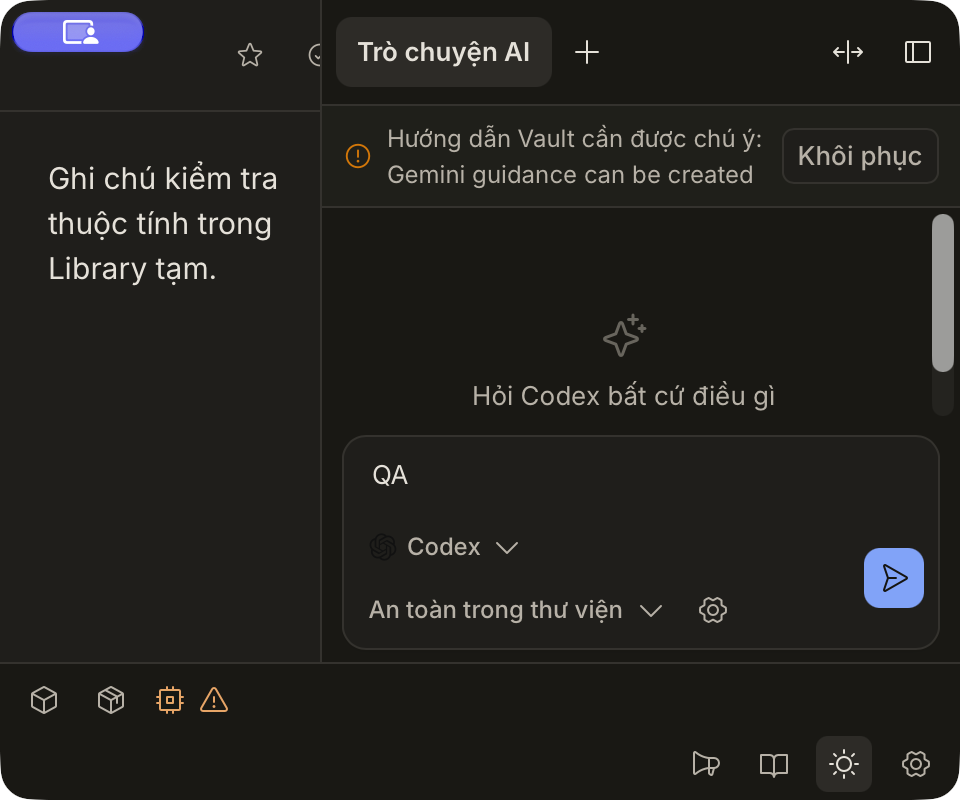 Trò chuyện AI
Hướng dẫn Vault cần được chú ý:
Gemini guidance can be created
Khôi phục
Ghi chú kiểm tra
thuộc tính trong
Library tạm.
Hỏi Codex bất cứ điều gì
QA
Codex
An toàn trong thư viện